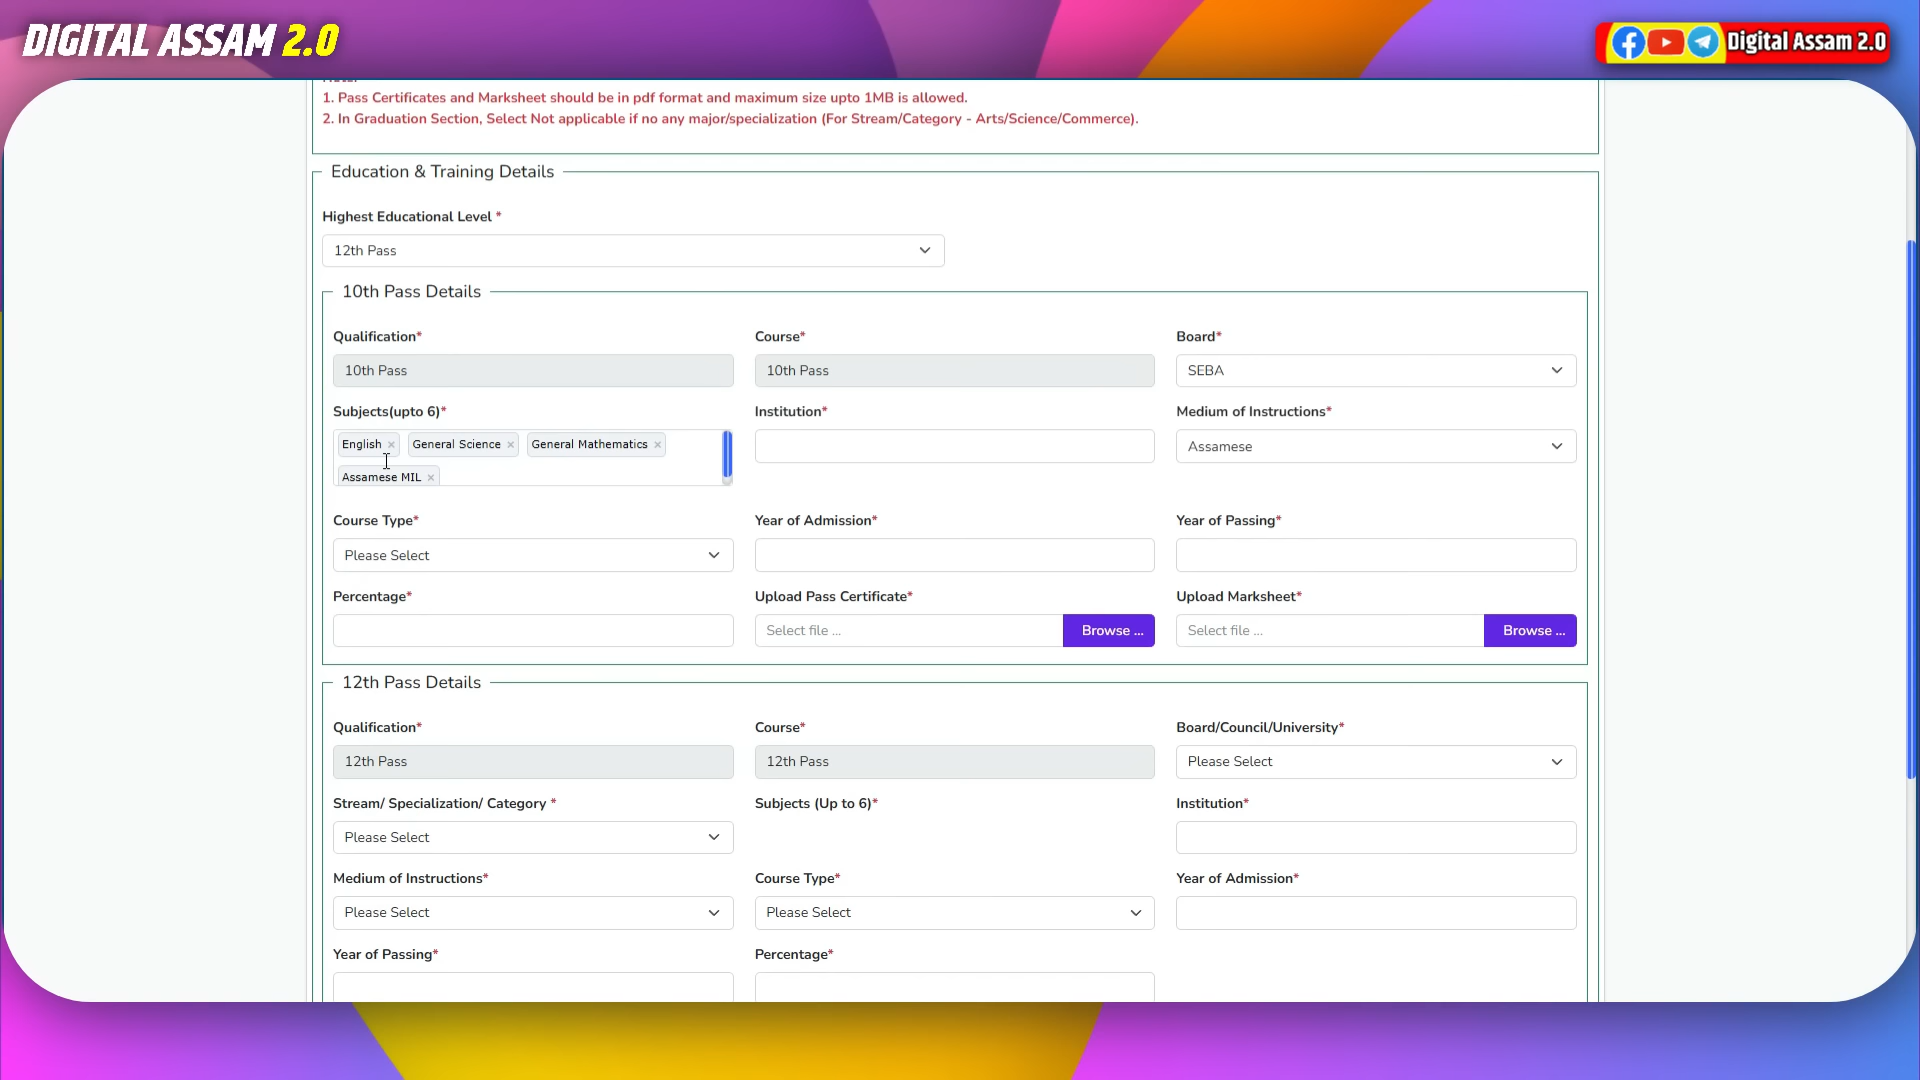 DIGITAL ASSAM 2.0
Digital Assam 2.0
1. Pass Certificates and Marksheet should be in pdf format and maximum size upto 1MB is allowed.
2. In Graduation Section, Select Not applicable if no any major/specialization (For Stream/Category - Arts/Science/Commerce).
Education & Training Details
Highest Educational Level *
12th Pass
10th Pass Details
Qualification* Course* Board*
10th Pass 10th Pass SEBA
Subjects(upto 6)* Institution* Medium of Instructions*
English × General Science × General Mathematics × Assamese
Assamese MIL ×
Course Type* Year of Admission* Year of Passing*
Please Select
Percentage* Upload Pass Certificate* Upload Marksheet*
Select file ... Browse ... Select file ... Browse ...
12th Pass Details
Qualification* Course* Board/Council/University*
12th Pass 12th Pass Please Select
Stream/ Specialization/ Category * Subjects (Up to 6)* Institution*
Please Select
Medium of Instructions* Course Type* Year of Admission*
Please Select Please Select
Year of Passing* Percentage*